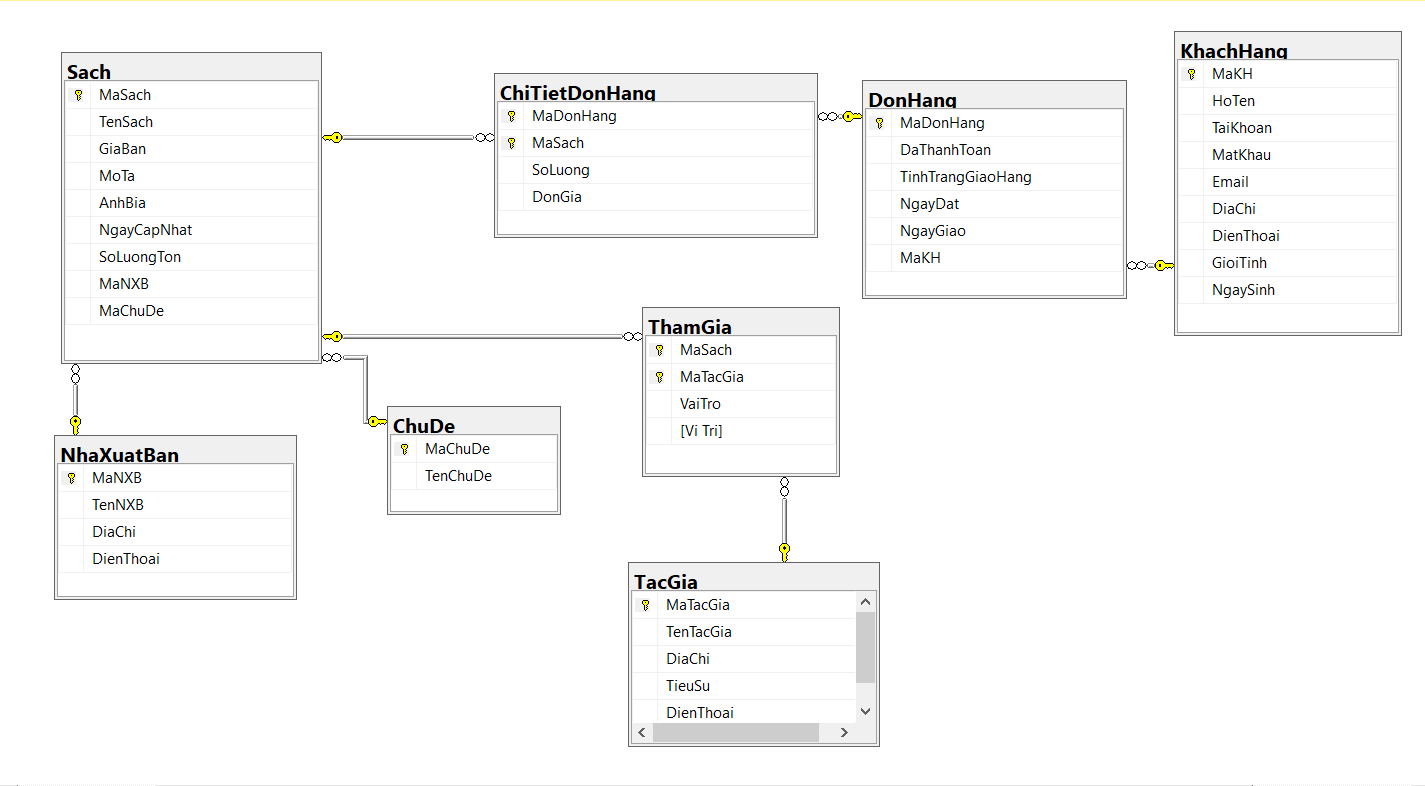 Sach
MaSach
TenSach
GiaBan
MoTa
AnhBia
NgayCapNhat
SoLuongTon
MaNXB
MaChuDe
ChiTietDonHang
MaDonHang
MaSach
SoLuong
DonGia
DonHang
MaDonHang
DaThanhToan
TinhTrangGiaoHang
NgayDat
NgayGiao
MaKH
KhachHang
MaKH
HoTen
TaiKhoan
MatKhau
Email
DiaChi
DienThoai
GioiTinh
NgaySinh
ThamGia
MaSach
MaTacGia
VaiTro
[Vi Tri]
ChuDe
MaChuDe
TenChuDe
NhaXuatBan
MaNXB
TenNXB
DiaChi
DienThoai
TacGia
MaTacGia
TenTacGia
DiaChi
TieuSu
DienThoai